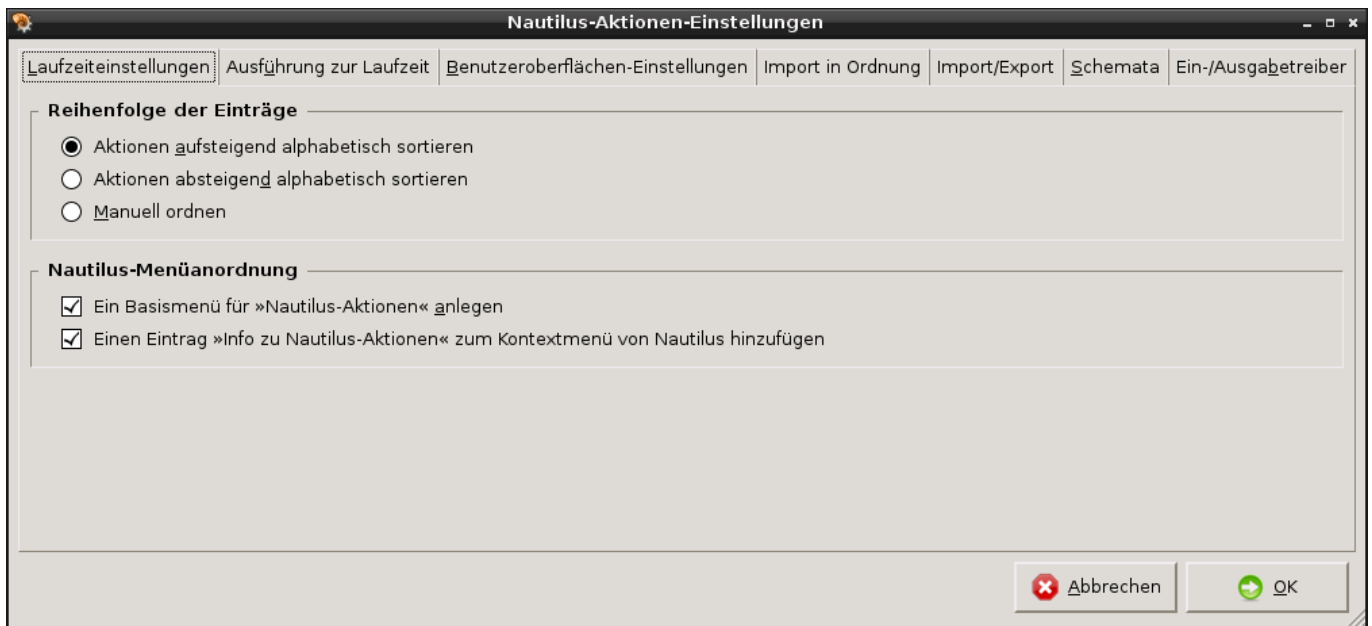 Nautilus-Aktionen-Einstellungen
Laufzeiteinstellungen Ausführung zur Laufzeit Benutzeroberflächen-Einstellungen Import in Ordnung Import/Export Schemata Ein-/Ausgabetreiber
Reihenfolge der Einträge
Aktionen aufsteigend alphabetisch sortieren
Aktionen absteigend alphabetisch sortieren
Manuell ordnen
Nautilus-Menüanordnung
Ein Basismenü für »Nautilus-Aktionen« anlegen
Einen Eintrag »Info zu Nautilus-Aktionen« zum Kontextmenü von Nautilus hinzufügen
Abbrechen OK